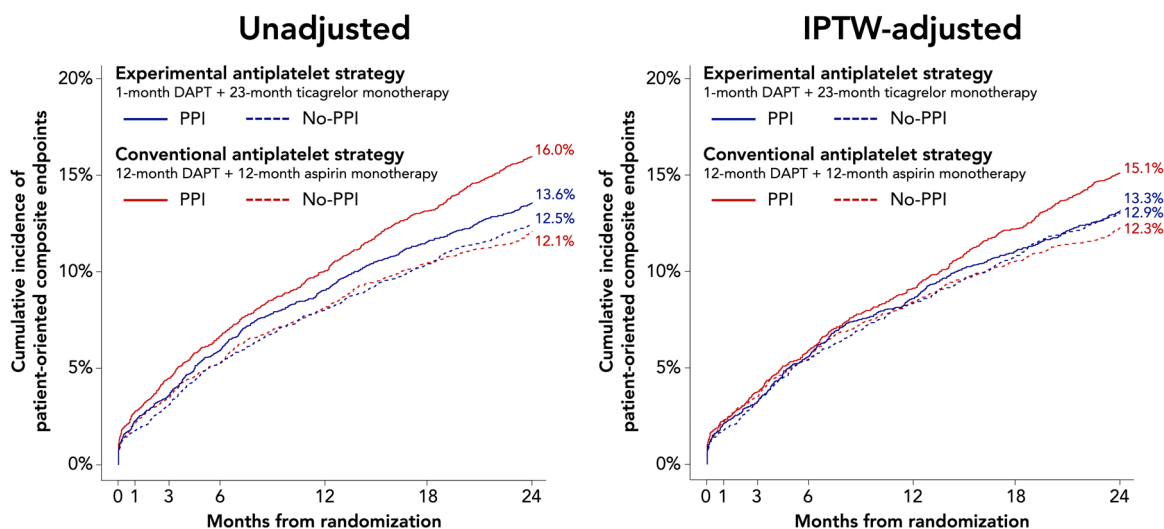 Unadjusted
Cumulative incidence of
patient-oriented composite endpoints
20%
15%
10%
5%
0%
Experimental antiplatelet strategy
1-month DAPT + 23-month ticagrelor monotherapy
PPI No-PPI
Conventional antiplatelet strategy
12-month DAPT + 12-month aspirin monotherapy
PPI No-PPI
16.0%
13.6%
12.5%
12.1%
0 1 3 6 12 18 24
Months from randomization
IPTW-adjusted
Cumulative incidence of
patient-oriented composite endpoints
20%
15%
10%
5%
0%
Experimental antiplatelet strategy
1-month DAPT + 23-month ticagrelor monotherapy
PPI No-PPI
Conventional antiplatelet strategy
12-month DAPT + 12-month aspirin monotherapy
PPI No-PPI
15.1%
13.3%
12.9%
12.3%
0 1 3 6 12 18 24
Months from randomization